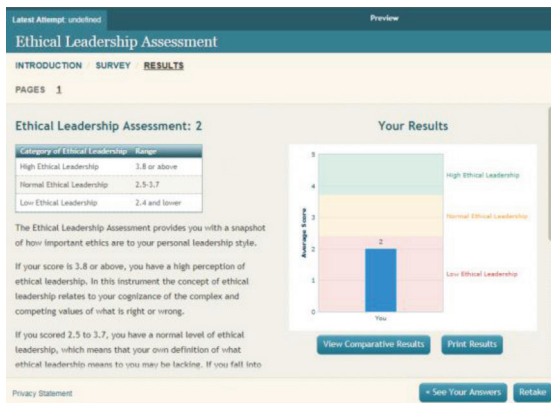 Latest Attempt: undefined
Preview
Ethical Leadership Assessment
INTRODUCTION / SURVEY / RESULTS
PAGES 1
Ethical Leadership Assessment: 2
Category of Ethical Leadership Range
High Ethical Leadership 3.8 or above
Normal Ethical Leadership 2.5-3.7
Low Ethical Leadership 2.4 and lower
The Ethical Leadership Assessment provides you with a snapshot
of how important ethics are to your personal leadership style.
If your score is 3.8 or above, you have a high perception of
ethical leadership. In this instrument the concept of ethical
leadership relates to your cognizance of the complex and
competing values of what is right or wrong.
If you scored 2.5 to 3.7, you have a normal level of ethical
leadership, which means that your own definition of what
ethical leadership means to you may be lacking. If you fall into
Your Results
Average Score
5
4
3
2
1
0
2
You
High Ethical Leadership
Normal Ethical Leadership
Low Ethical Leadership
View Comparative Results
Print Results
Privacy Statement
See Your Answers
Retake